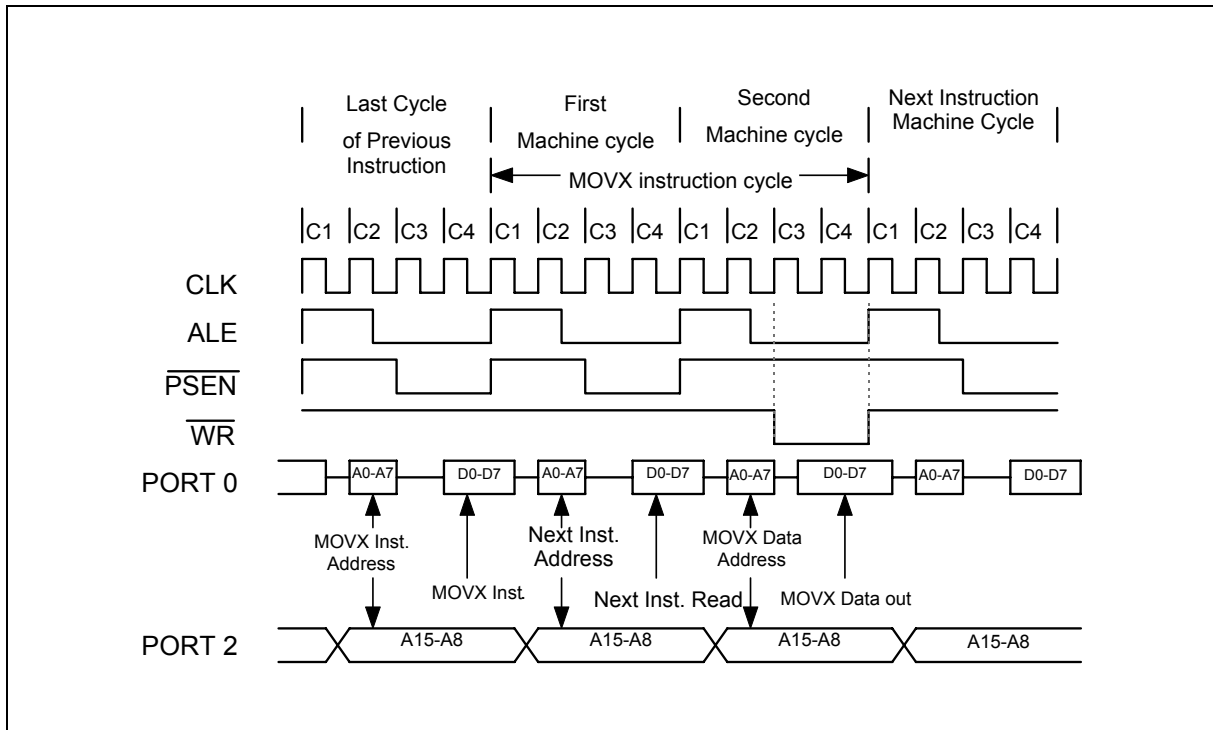 Last Cycle
of Previous
Instruction
First
Machine cycle
Second
Machine cycle
Next Instruction
Machine Cycle
MOVX instruction cycle
C1 C2 C3 C4 C1 C2 C3 C4 C1 C2 C3 C4 C1 C2 C3 C4
CLK
ALE
PSEN
WR
PORT 0
A0-A7 D0-D7 A0-A7 D0-D7 A0-A7 D0-D7 A0-A7 D0-D7
MOVX Inst.
Address
MOVX Inst.
Next Inst.
Address
Next Inst. Read
MOVX Data
Address
MOVX Data out
PORT 2
A15-A8 A15-A8 A15-A8 A15-A8